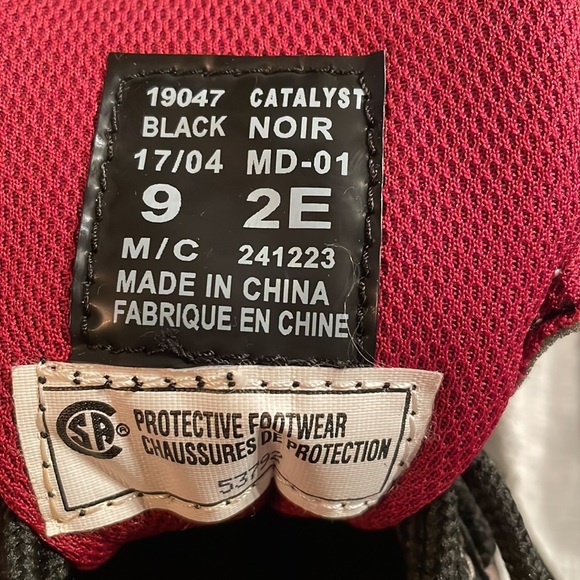 19047 CATALYST
BLACK NOIR
17/04 MD-01
9 2E
M/C 241223
MADE IN CHINA
FABRIQUE EN CHINE
CSA®
PROTECTIVE FOOTWEAR
CHAUSSURES DE PROTECTION